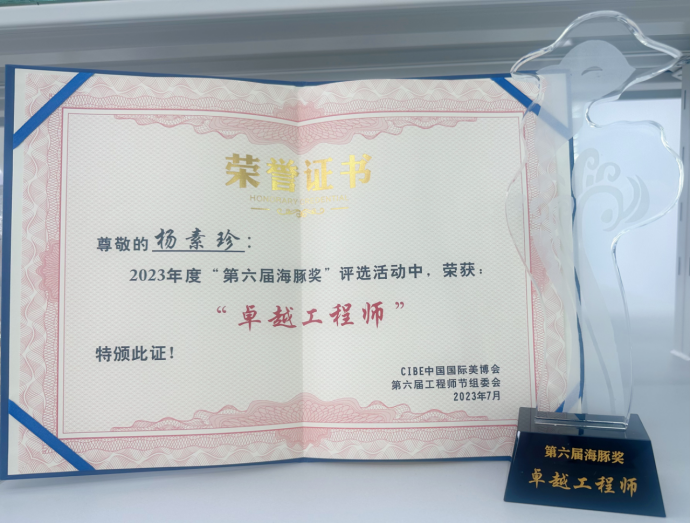 荣誉证书
尊敬的 杨素珍：
2023年度“第六届海豚奖”评选活动中，荣获：
“卓越工程师”
特颁此证！
CIBE中国国际美博会
第六届工程师节组委会
2023年7月
第六届海豚奖
卓越工程师